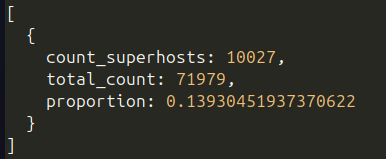 [
  {
    count_superhosts: 10027,
    total_count: 71979,
    proportion: 0.13930451937370622
  }
]